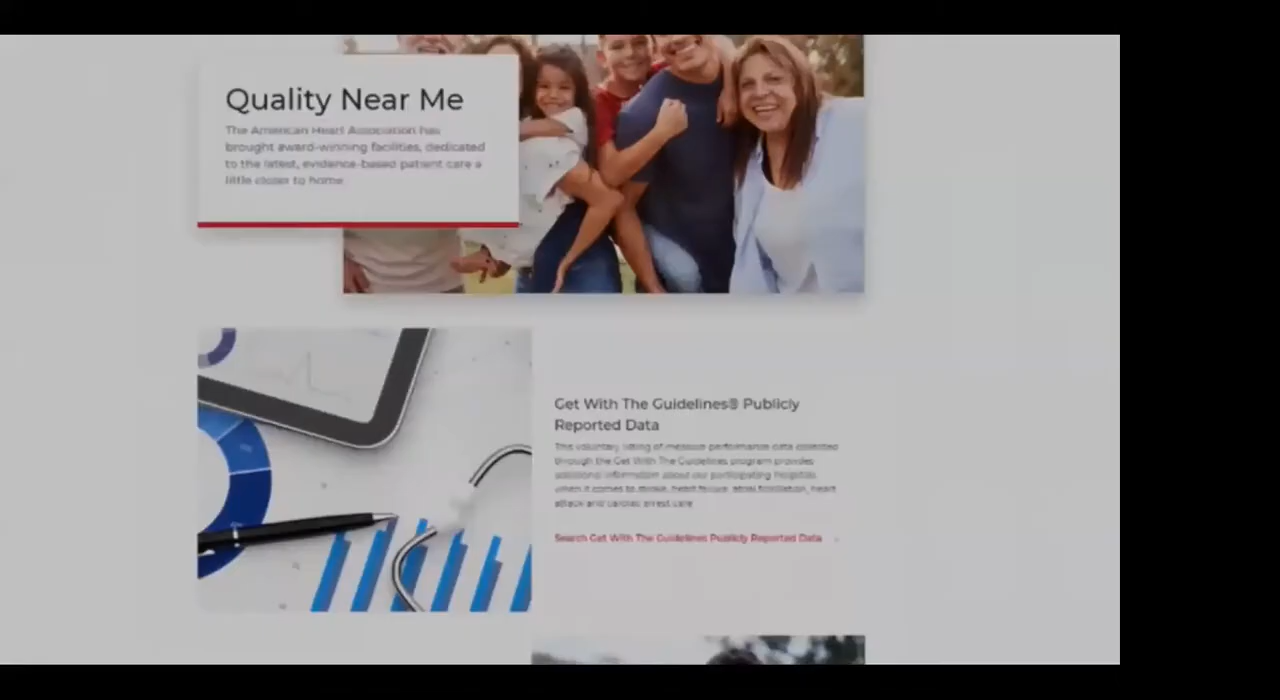 Quality Near Me
The American Heart Association has
brought award-winning facilities, dedicated
to the latest, evidence-based patient care a
little closer to home.
Get With The Guidelines® Publicly
Reported Data
This voluntary listing of measure performance data collected
through the Get With The Guidelines program provides
additional information about our participating hospitals
when it comes to stroke, heart failure, atrial fibrillation, heart
attack and cardiac arrest care.
Search Get With The Guidelines Publicly Reported Data